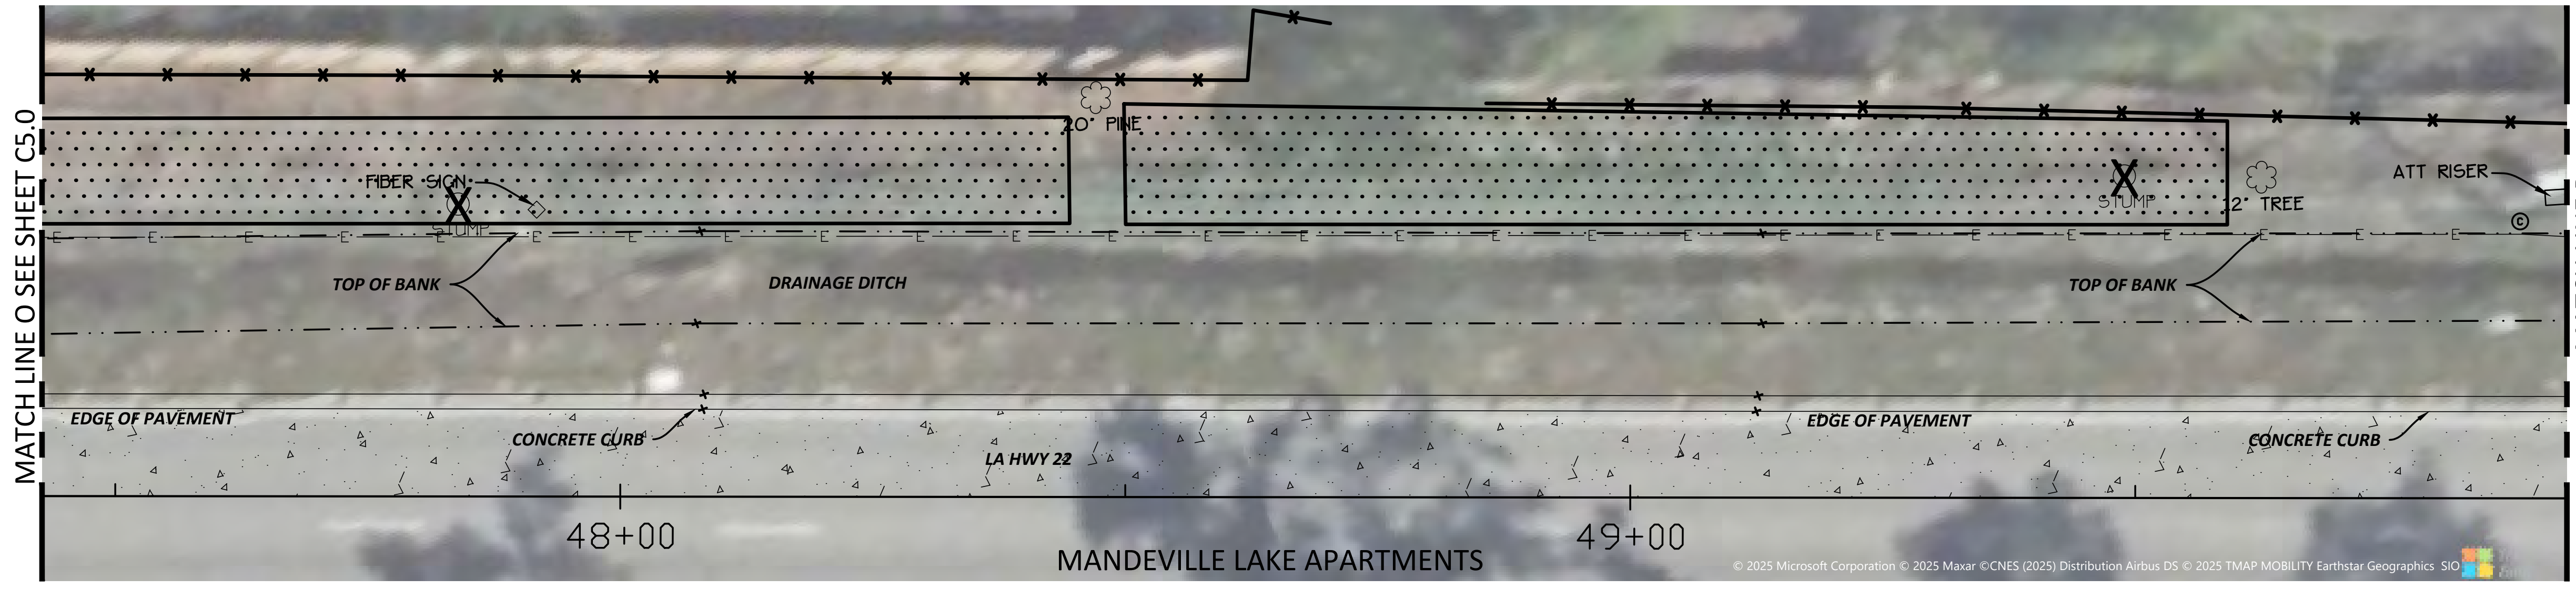 MATCH LINE O SEE SHEET C5.0
20" PINE
FIBER SIGN
STUMP
STUMP
12" TREE
ATT RISER
©
E E E E E E E E E E E E E E E E E E E E E E E E E E
TOP OF BANK
DRAINAGE DITCH
TOP OF BANK
EDGE OF PAVEMENT
CONCRETE CURB
LA HWY 22
EDGE OF PAVEMENT
CONCRETE CURB
48+00
49+00
MANDEVILLE LAKE APARTMENTS
© 2025 Microsoft Corporation © 2025 Maxar ©CNES (2025) Distribution Airbus DS © 2025 TMAP MOBILITY Earthstar Geographics SIO